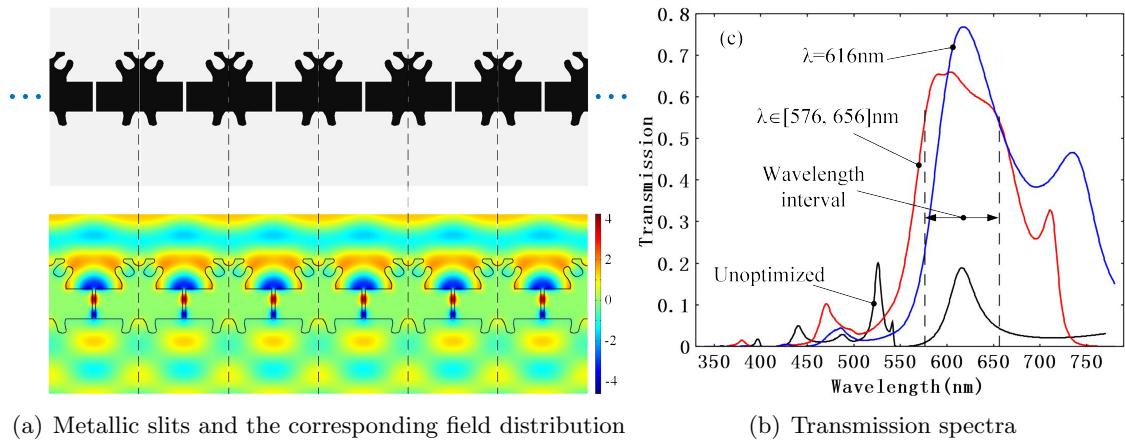 4
2
0
-2
-4
(a) Metallic slits and the corresponding field distribution
(c)
λ=616nm
λ∈[576, 656]nm
Wavelength
interval
Unoptimized
Transmission
0.8
0.7
0.6
0.5
0.4
0.3
0.2
0.1
0
350 400 450 500 550 600 650 700 750
Wavelength(nm)
(b) Transmission spectra